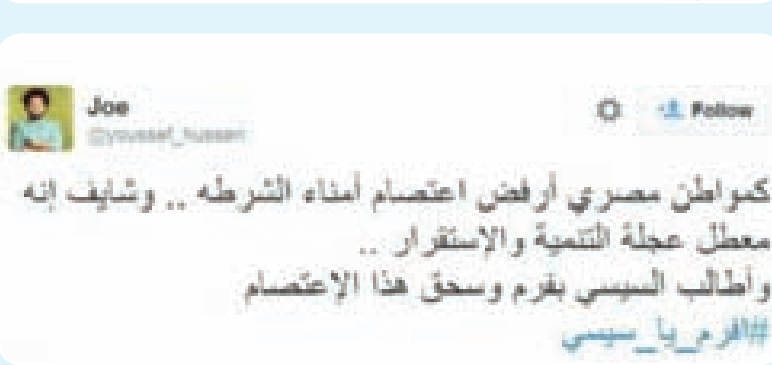 Joe
@youssef_hussen
Follow
كمواطن مصري أرفض اعتصام أمناء الشرطه .. وشايف إنه
معطل عجلة التنمية والإستقرار ..
وأطالب السيسي بفرم وسحق هذا الإعتصام
#افرم_يا_سيسي